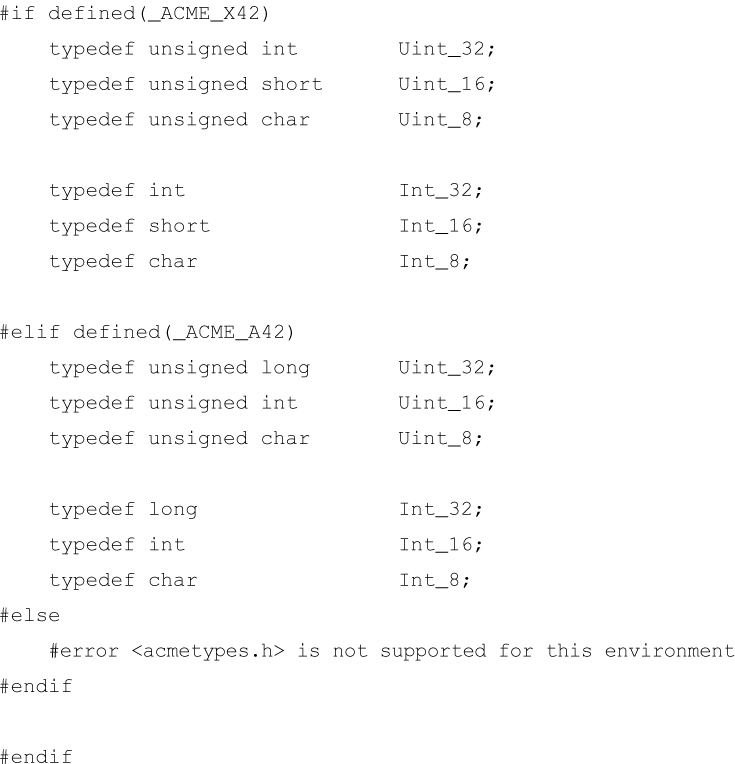 #if defined(_ACME_X42)
typedef unsigned int Uint_32;
typedef unsigned short Uint_16;
typedef unsigned char Uint_8;
typedef int Int_32;
typedef short Int_16;
typedef char Int_8;
#elif defined(_ACME_A42)
typedef unsigned long Uint_32;
typedef unsigned int Uint_16;
typedef unsigned char Uint_8;
typedef long Int_32;
typedef int Int_16;
typedef char Int_8;
#else
#error <acmetypes.h> is not supported for this environment
#endif
#endif